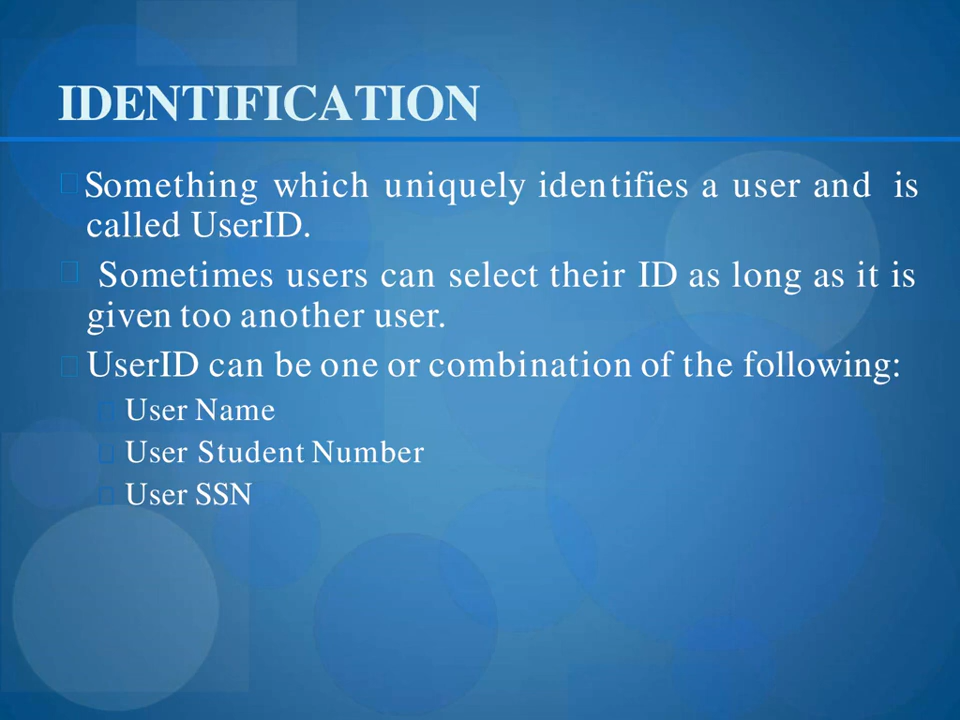 IDENTIFICATION
Something which uniquely identifies a user and is
called UserID.
Sometimes users can select their ID as long as it is
given too another user.
UserID can be one or combination of the following:
User Name
User Student Number
User SSN